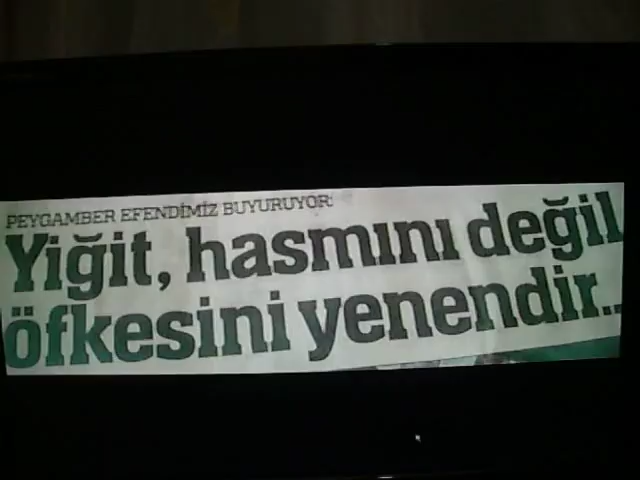 PEYGAMBER EFENDİMİZ BUYURUYOR:
Yiğit, hasmını değil
öfkesini yenendir..